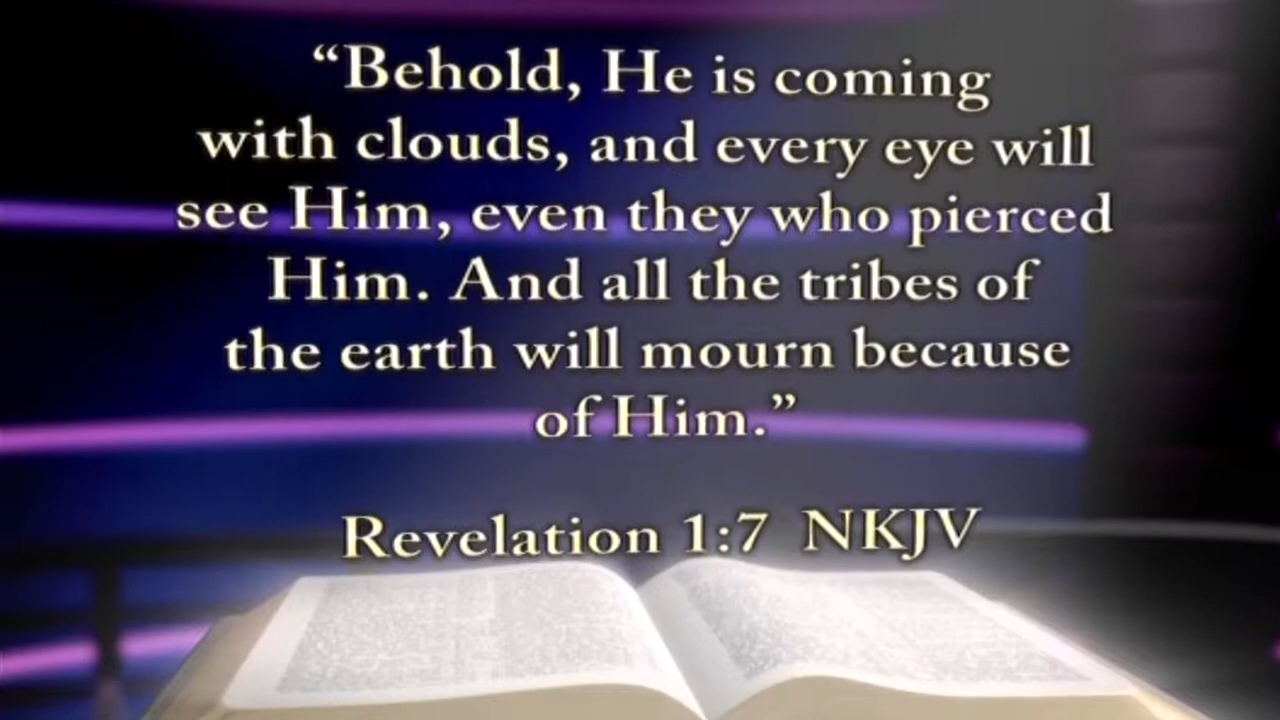 “Behold, He is coming
with clouds, and every eye will
see Him, even they who pierced
Him. And all the tribes of
the earth will mourn because
of Him.”
Revelation 1:7 NKJV